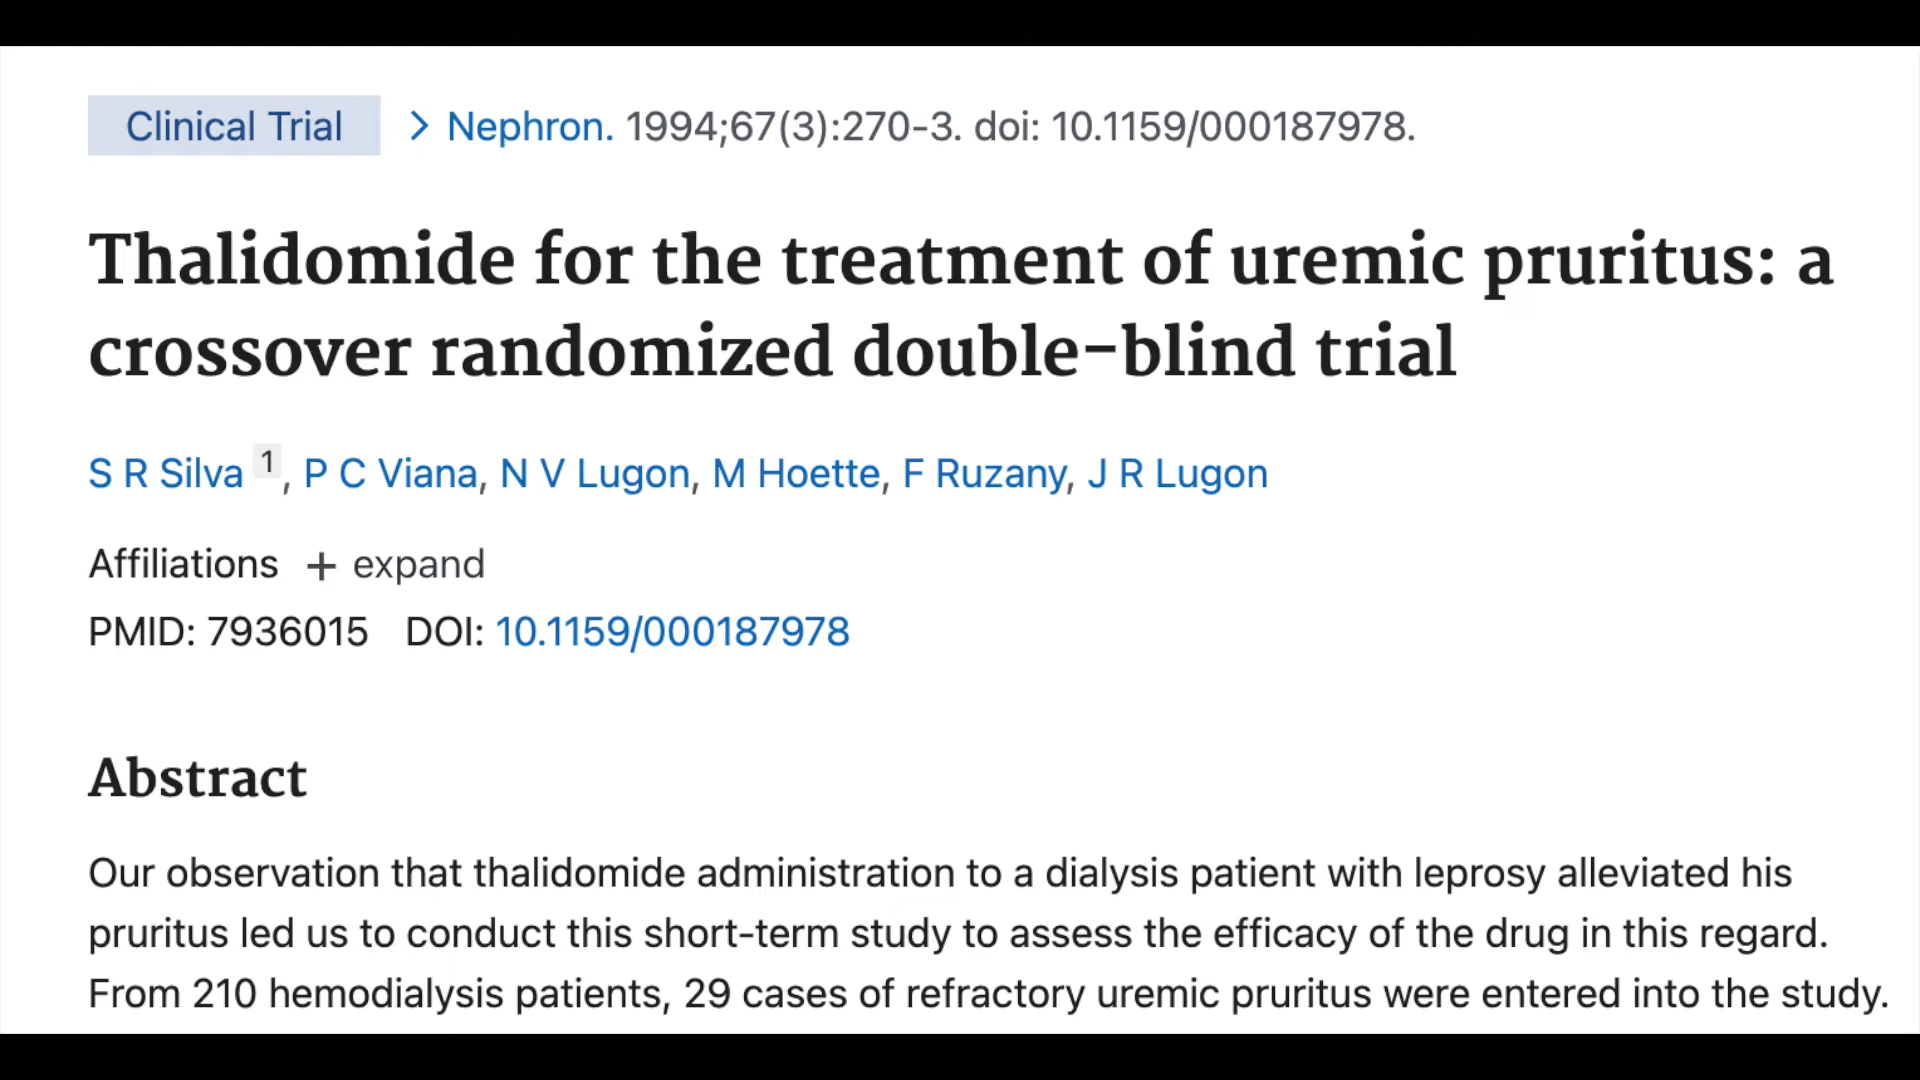 Clinical Trial > Nephron. 1994;67(3):270-3. doi: 10.1159/000187978.
Thalidomide for the treatment of uremic pruritus: a
crossover randomized double-blind trial
S R Silva 1, P C Viana, N V Lugon, M Hoette, F Ruzany, J R Lugon
Affiliations + expand
PMID: 7936015 DOI: 10.1159/000187978
Abstract
Our observation that thalidomide administration to a dialysis patient with leprosy alleviated his
pruritus led us to conduct this short-term study to assess the efficacy of the drug in this regard.
From 210 hemodialysis patients, 29 cases of refractory uremic pruritus were entered into the study.